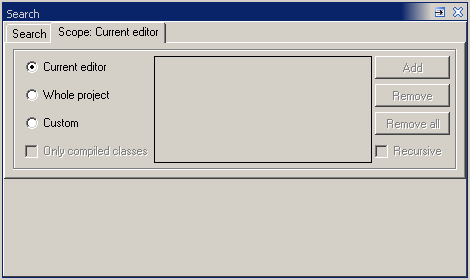 Search
Search Scope: Current editor
Current editor Add
Whole project Remove
Custom Remove all
Only compiled classes Recursive